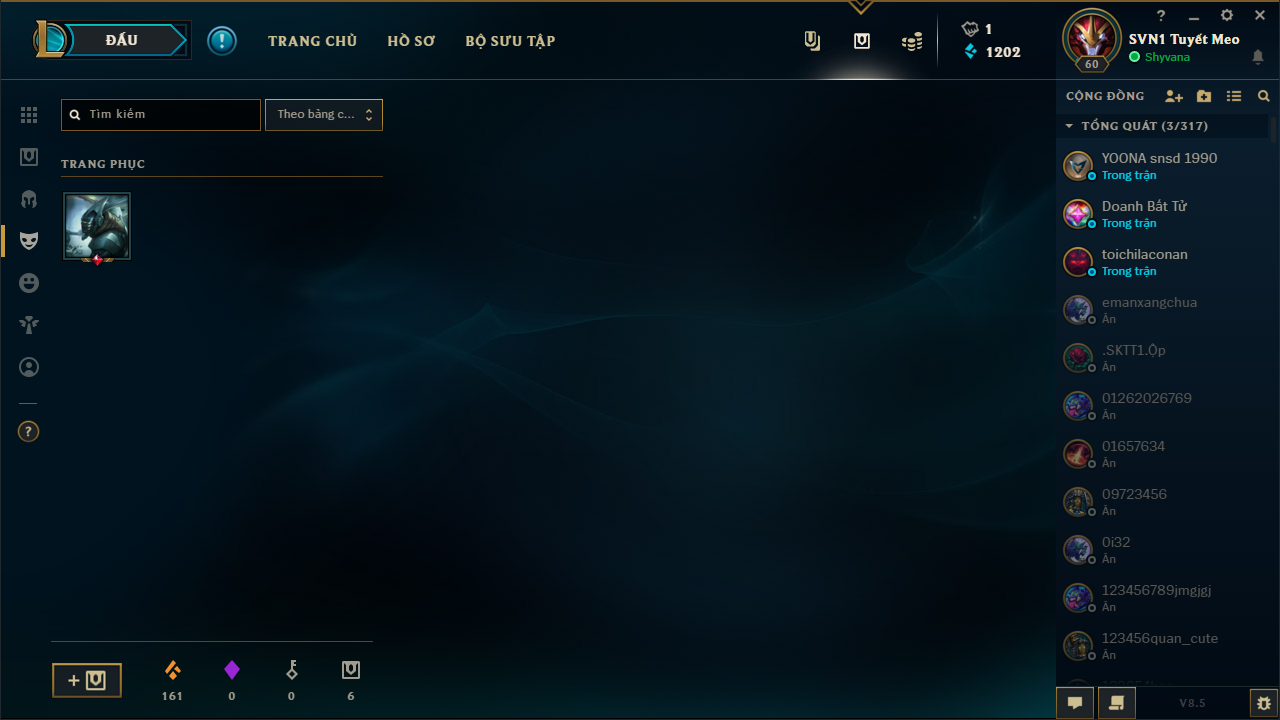 ĐẤU
!
TRANG CHỦ
HỒ SƠ
BỘ SƯU TẬP
1
1202
?
SVN1 Tuyết Meo
60
Shyvana
Tìm kiếm
Theo bảng c...
TRANG PHỤC
?
161
0
0
6
CỘNG ĐỒNG
TỔNG QUÁT (3/317)
YOONA snsd 1990
Trong trận
Doanh Bất Tử
Trong trận
toichilaconan
Trong trận
emanxangchua
Ẩn
.SKTT1.Ộp
Ẩn
01262026769
Ẩn
01657634
Ẩn
09723456
Ẩn
0i32
Ẩn
123456789jmgjgj
Ẩn
123456quan_cute
Ẩn
V8.5